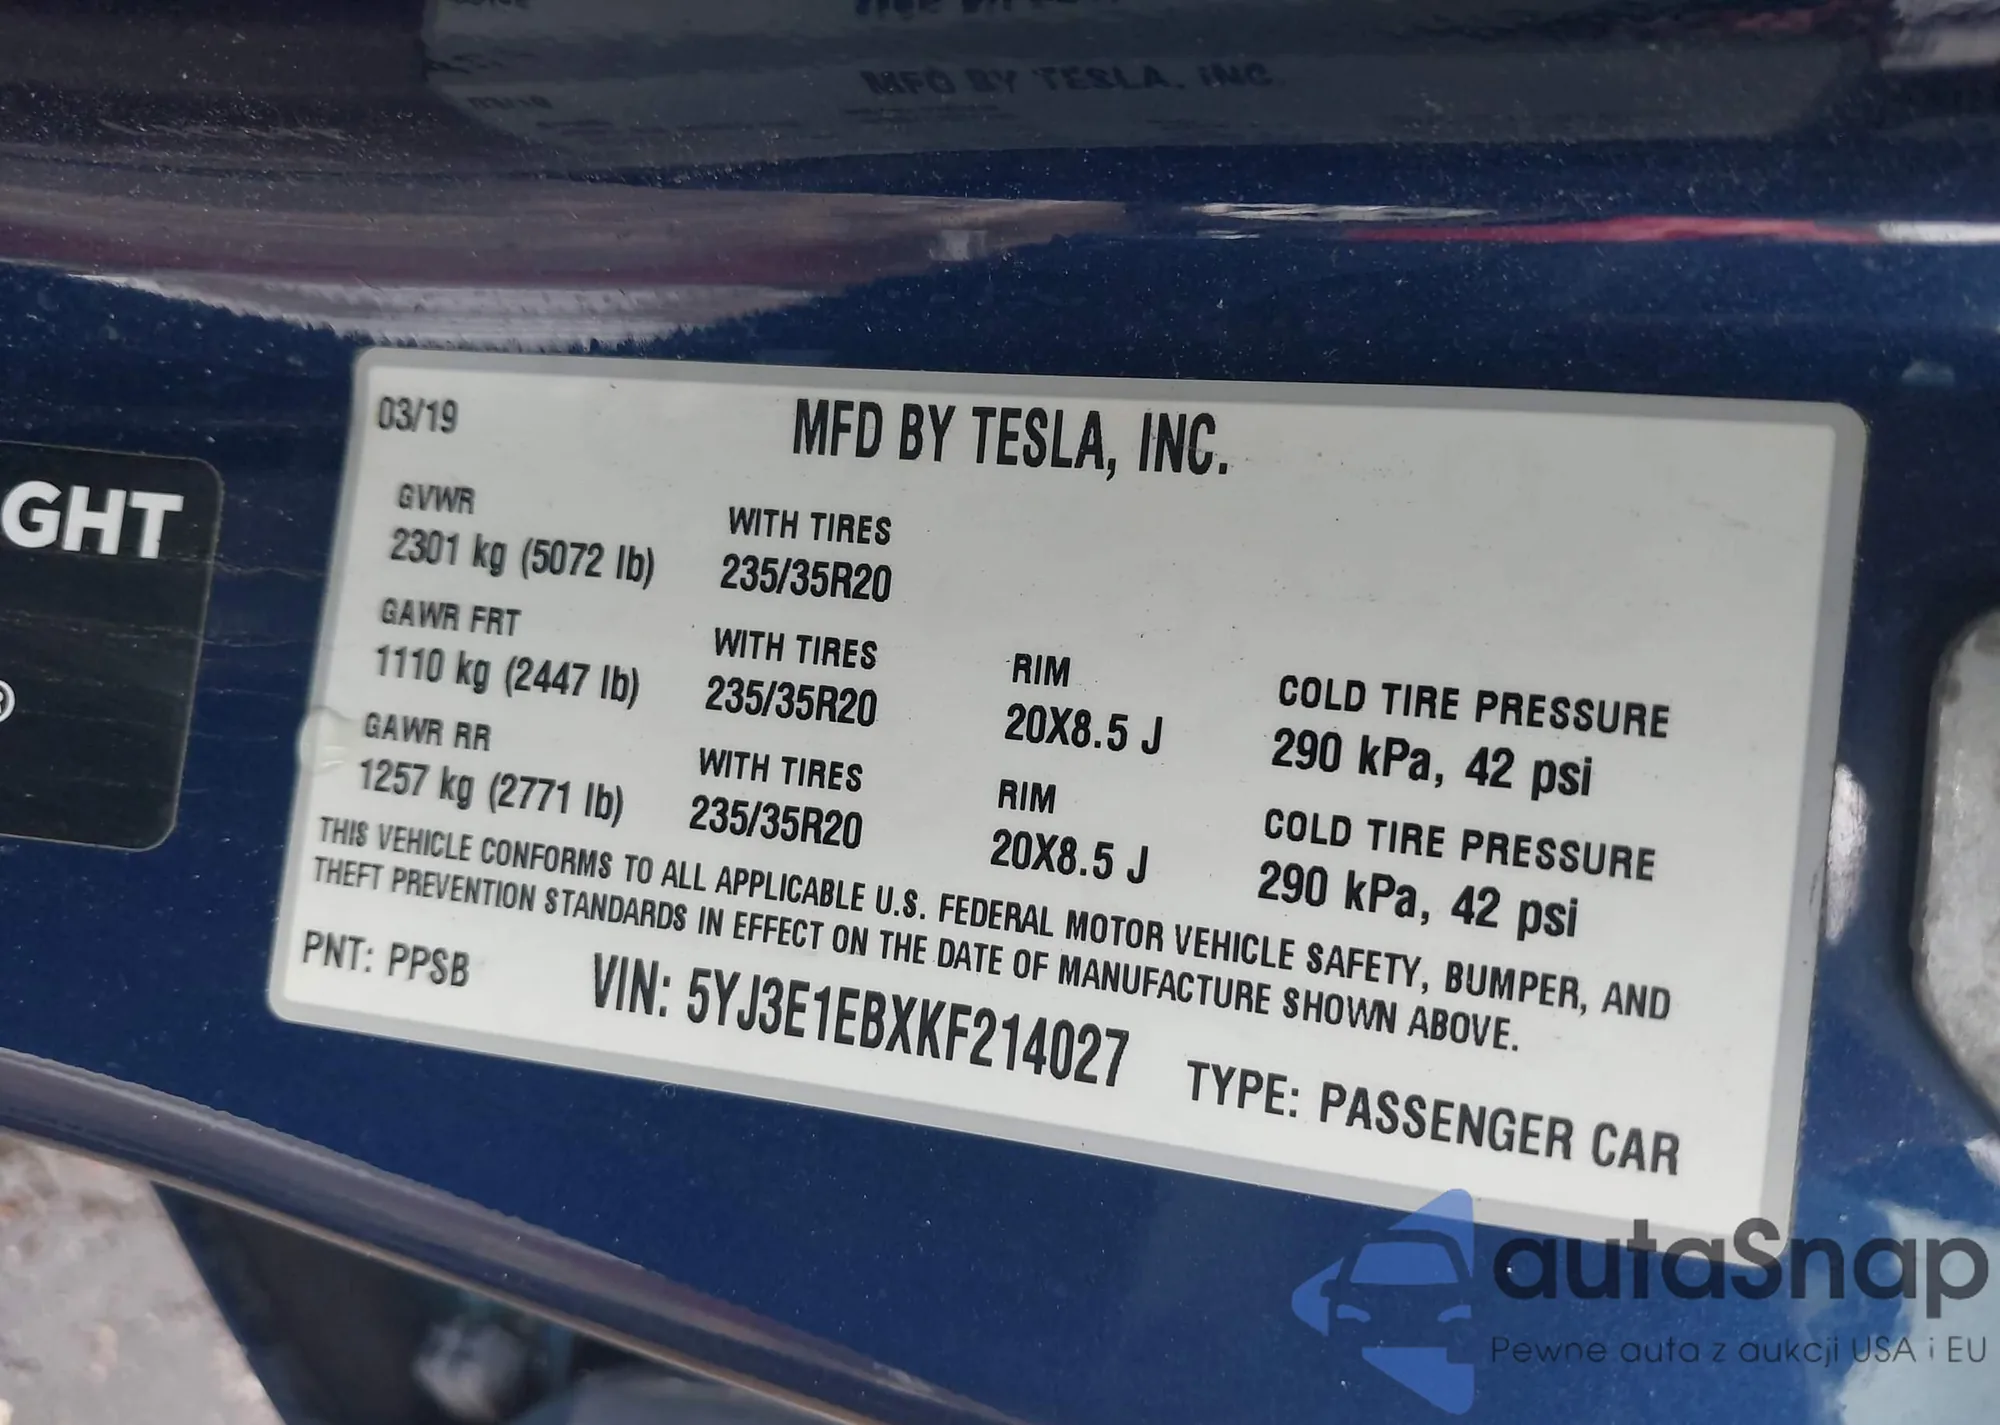 MFD BY TESLA, INC.
03/19
MFD BY TESLA, INC.
GVWR
2301 kg (5072 lb)
WITH TIRES
235/35R20
GAWR FRT
1110 kg (2447 lb)
WITH TIRES
235/35R20
RIM
20X8.5 J
COLD TIRE PRESSURE
290 kPa, 42 psi
GAWR RR
1257 kg (2771 lb)
WITH TIRES
235/35R20
RIM
20X8.5 J
COLD TIRE PRESSURE
290 kPa, 42 psi
THIS VEHICLE CONFORMS TO ALL APPLICABLE U.S. FEDERAL MOTOR VEHICLE SAFETY, BUMPER, AND
THEFT PREVENTION STANDARDS IN EFFECT ON THE DATE OF MANUFACTURE SHOWN ABOVE.
PNT: PPSB
VIN: 5YJ3E1EBXKF214027
TYPE: PASSENGER CAR
GHT
®
autaSnap
Pewne auta z aukcji USA i EU